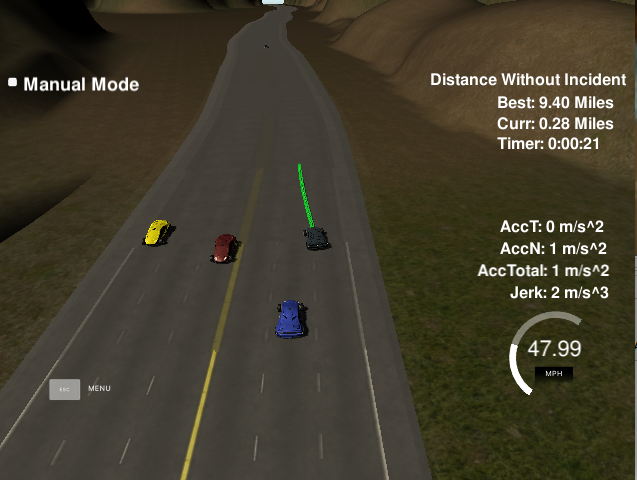 Manual Mode
Distance Without Incident
Best: 9.40 Miles
Curr: 0.28 Miles
Timer: 0:00:21
AccT: 0 m/s^2
AccN: 1 m/s^2
AccTotal: 1 m/s^2
Jerk: 2 m/s^3
47.99
MPH
ESC MENU